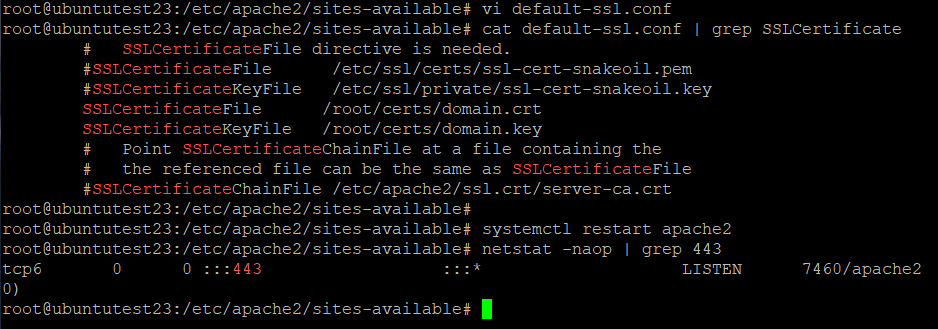 root@ubuntutest23:/etc/apache2/sites-available# vi default-ssl.conf
root@ubuntutest23:/etc/apache2/sites-available# cat default-ssl.conf | grep SSLCertificate
        #   SSLCertificateFile directive is needed.
        #SSLCertificateFile      /etc/ssl/certs/ssl-cert-snakeoil.pem
        #SSLCertificateKeyFile   /etc/ssl/private/ssl-cert-snakeoil.key
        SSLCertificateFile      /root/certs/domain.crt
        SSLCertificateKeyFile   /root/certs/domain.key
        #   Point SSLCertificateChainFile at a file containing the
        #   the referenced file can be the same as SSLCertificateFile
        #SSLCertificateChainFile /etc/apache2/ssl.crt/server-ca.crt
root@ubuntutest23:/etc/apache2/sites-available#
root@ubuntutest23:/etc/apache2/sites-available# systemctl restart apache2
root@ubuntutest23:/etc/apache2/sites-available# netstat -naop | grep 443
tcp6       0      0 :::443                  :::*                    LISTEN      7460/apache2
0)
root@ubuntutest23:/etc/apache2/sites-available#